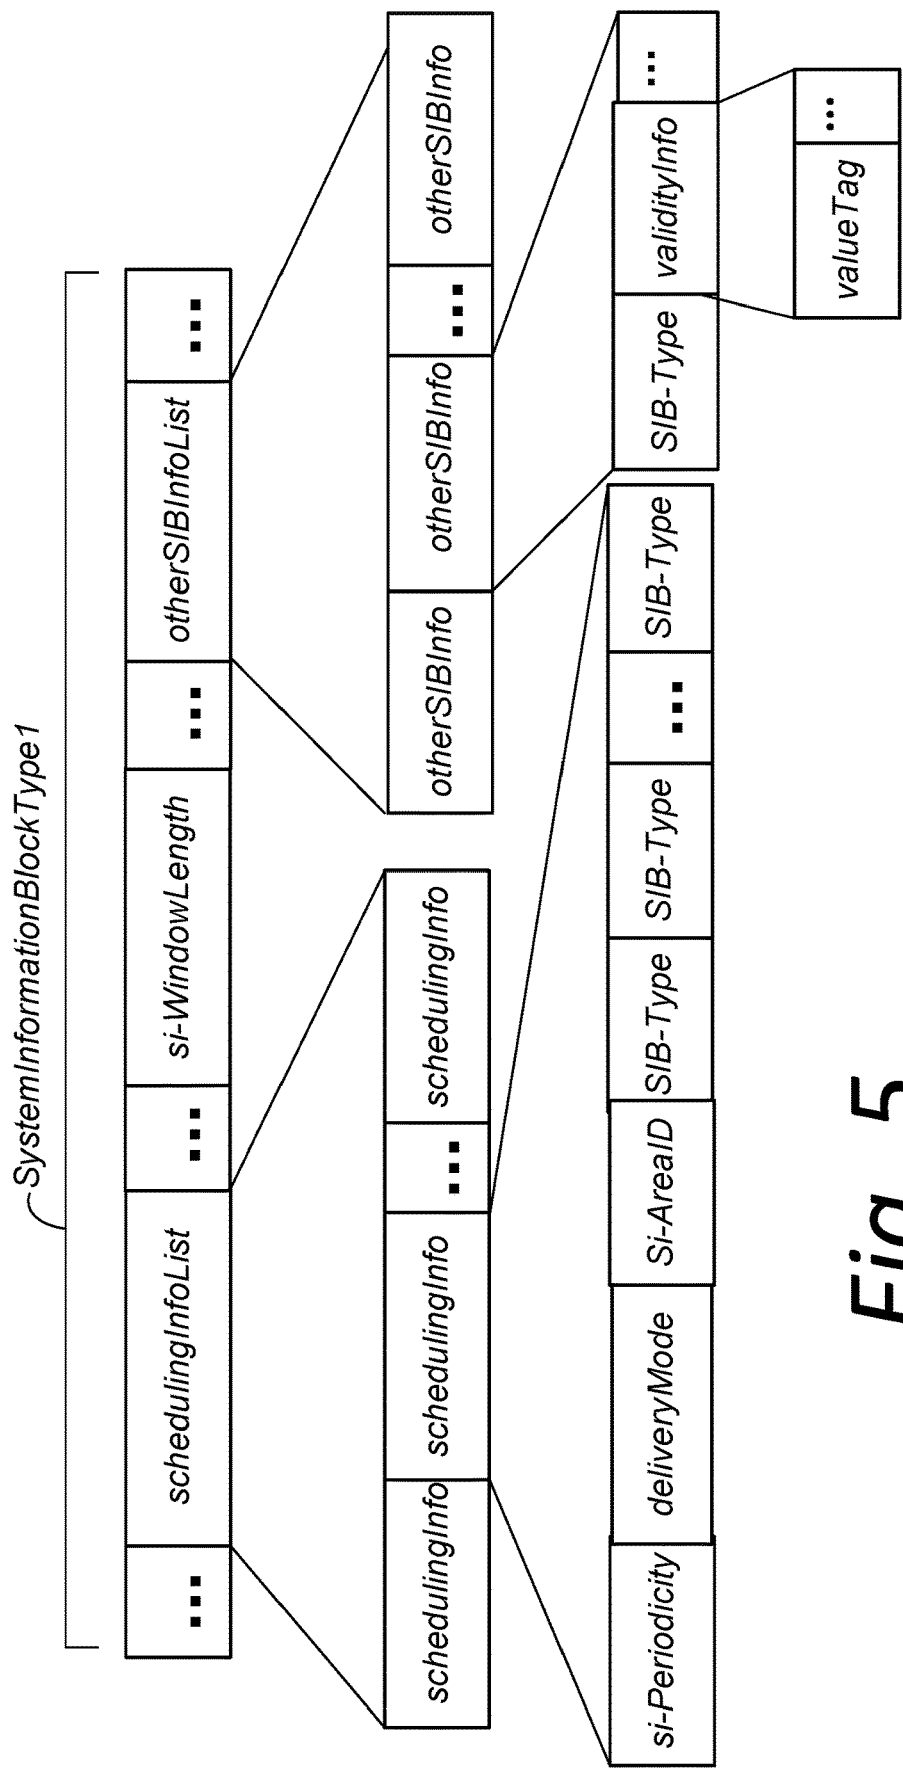 SystemInformationBlockType1
... schedulingInfoList ... si-WindowLength ... otherSIBInfoList ...
schedulingInfo schedulingInfo ... schedulingInfo
otherSIBInfo otherSIBInfo ... otherSIBInfo
si-Periodicity deliveryMode Si-AreaID SIB-Type SIB-Type ... SIB-Type
SIB-Type validityInfo ...
valueTag ...
Fig. 5